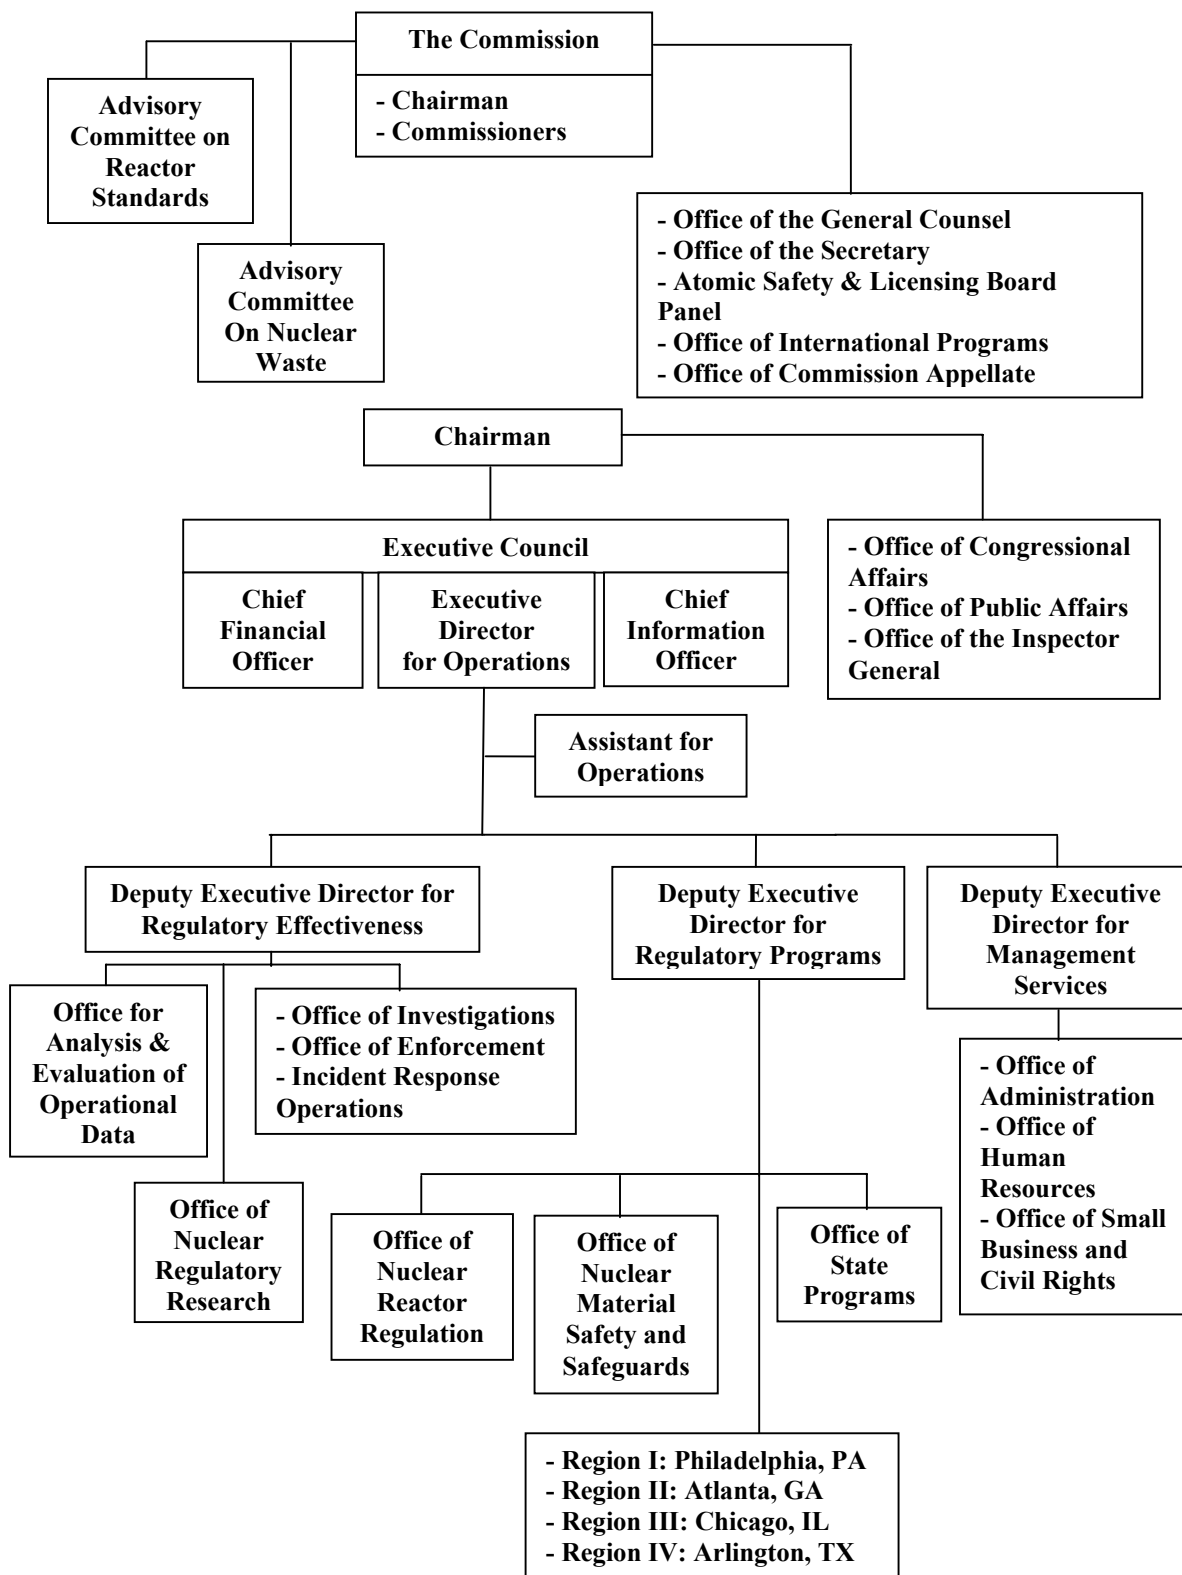 The Commission
- Chairman
- Commissioners
Advisory
Committee on
Reactor
Standards
Advisory
Committee
On Nuclear
Waste
- Office of the General Counsel
- Office of the Secretary
- Atomic Safety & Licensing Board
Panel
- Office of International Programs
- Office of Commission Appellate
Chairman
Executive Council
Chief
Financial
Officer
Executive
Director
for Operations
Chief
Information
Officer
- Office of Congressional
Affairs
- Office of Public Affairs
- Office of the Inspector
General
Assistant for
Operations
Deputy Executive Director for
Regulatory Effectiveness
Deputy Executive
Director for
Regulatory Programs
Deputy Executive
Director for
Management
Services
Office for
Analysis &
Evaluation of
Operational
Data
- Office of Investigations
- Office of Enforcement
- Incident Response
Operations
Office of
Nuclear
Regulatory
Research
Office of
Nuclear
Reactor
Regulation
Office of
Nuclear
Material
Safety and
Safeguards
Office of
State
Programs
- Office of
Administration
- Office of
Human
Resources
- Office of Small
Business and
Civil Rights
- Region I: Philadelphia, PA
- Region II: Atlanta, GA
- Region III: Chicago, IL
- Region IV: Arlington, TX